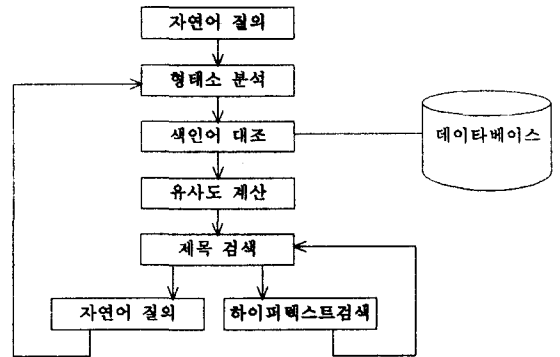 자연어 질의
형태소 분석
색인어 대조
데이타베이스
유사도 계산
제목 검색
자연어 질의
하이퍼텍스트검색